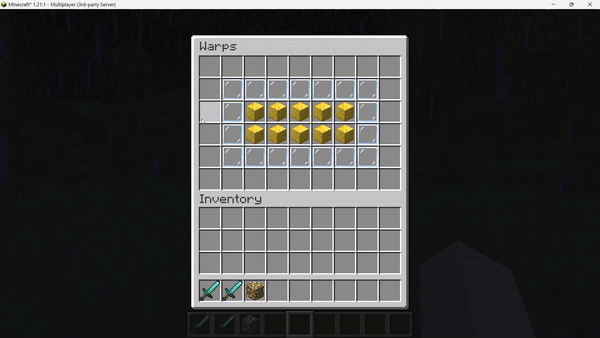 Minecraft* 1.21.1 - Multiplayer (3rd-party Server)
Warps
Inventory